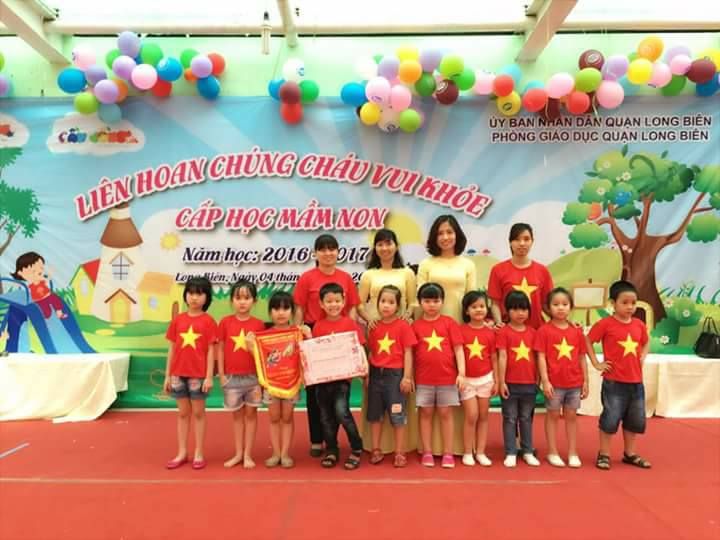 ỦY BAN NHÂN DÂN QUẬN LONG BIÊN
PHÒNG GIÁO DỤC QUẬN LONG BIÊN
LIÊN HOAN CHÚNG CHÁU VUI KHỎE
CẤP HỌC MẦM NON
Năm học: 2016 - 2017
Long Biên, Ngày 04 tháng